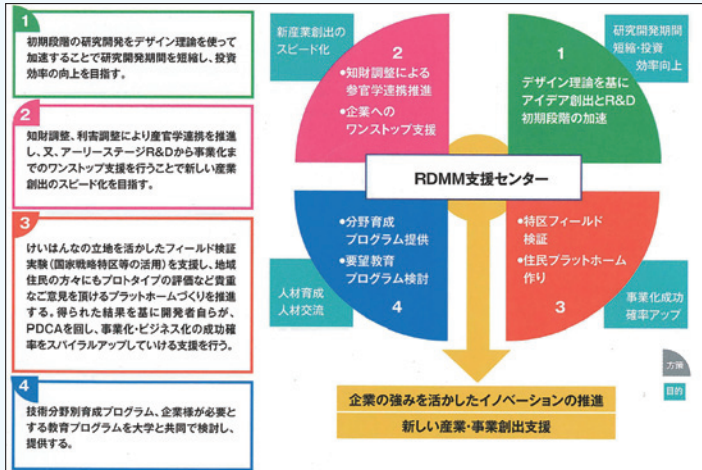 1
初期段階の研究開発をデザイン理論を使って
加速することで研究開発期間を短縮し、投資
効率の向上を目指す。
2
知財調整、利害調整により産官学連携を推進
し、又、アーリーステージR&Dから事業化ま
でのワンストップ支援を行うことで新しい産業
創出のスピード化を目指す。
3
けいはんなの立地を活かしたフィールド検証
実験(国家戦略特区等の活用)を支援し、地域
住民の方々にもプロトタイプの評価など貴重
なご意見を頂けるプラットホームづくりを推進
する。得られた結果を基に開発者自らが、
PDCAを回し、事業化・ビジネス化の成功確
率をスパイラルアップしていける支援を行う。
4
技術分野別育成プログラム、企業様が必要と
する教育プログラムを大学と共同で検討し、
提供する。
新産業創出の
スピード化
2
•知財調整による
参官学連携推進
•企業への
ワンストップ支援
1
デザイン理論を基に
アイデア創出とR&D
初期段階の加速
研究開発期間
短縮・投資
効率向上
RDMM支援センター
•分野育成
プログラム提供
•要望教育
プログラム検討
4
人材育成
人材交流
•特区フィールド
検証
•住民プラットホーム
作り
3
事業化成功
確率アップ
方策
目的
企業の強みを活かしたイノベーションの推進
新しい産業・事業創出支援